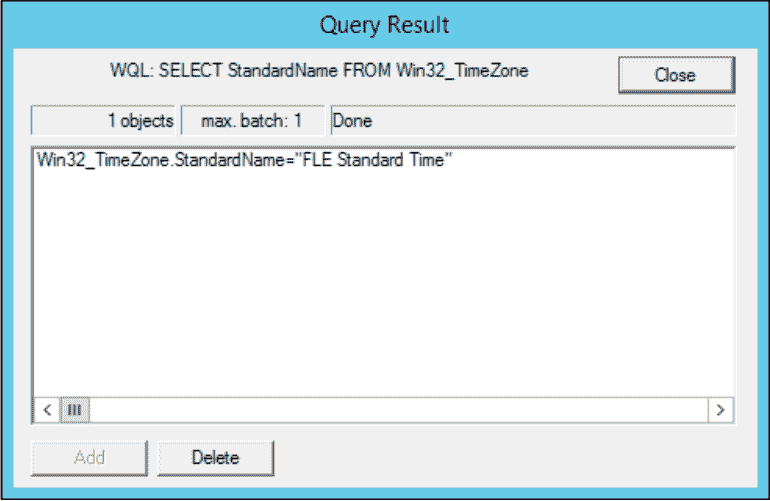 Query Result
WQL: SELECT StandardName FROM Win32_TimeZone
Close
1 objects
max. batch: 1
Done
Win32_TimeZone.StandardName="FLE Standard Time"
Add
Delete